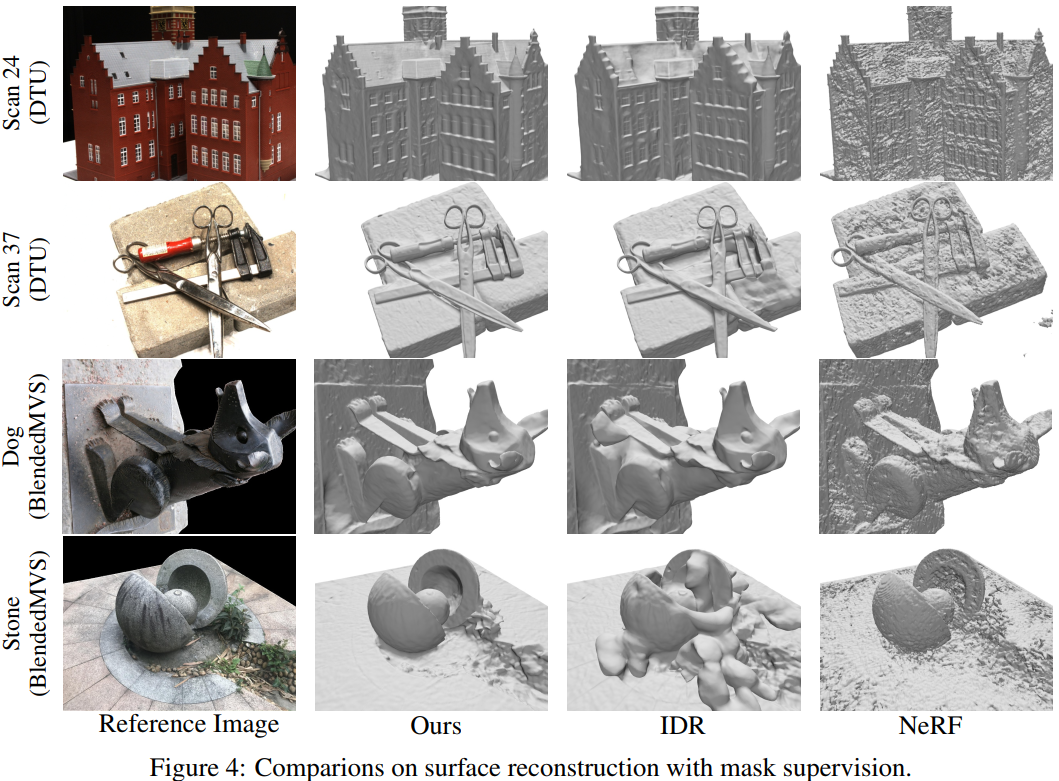 Scan 24
(DTU)
Scan 37
(DTU)
Dog
(BlendedMVS)
Stone
(BlendedMVS)
Reference Image
Ours
IDR
NeRF
Figure 4: Comparions on surface reconstruction with mask supervision.